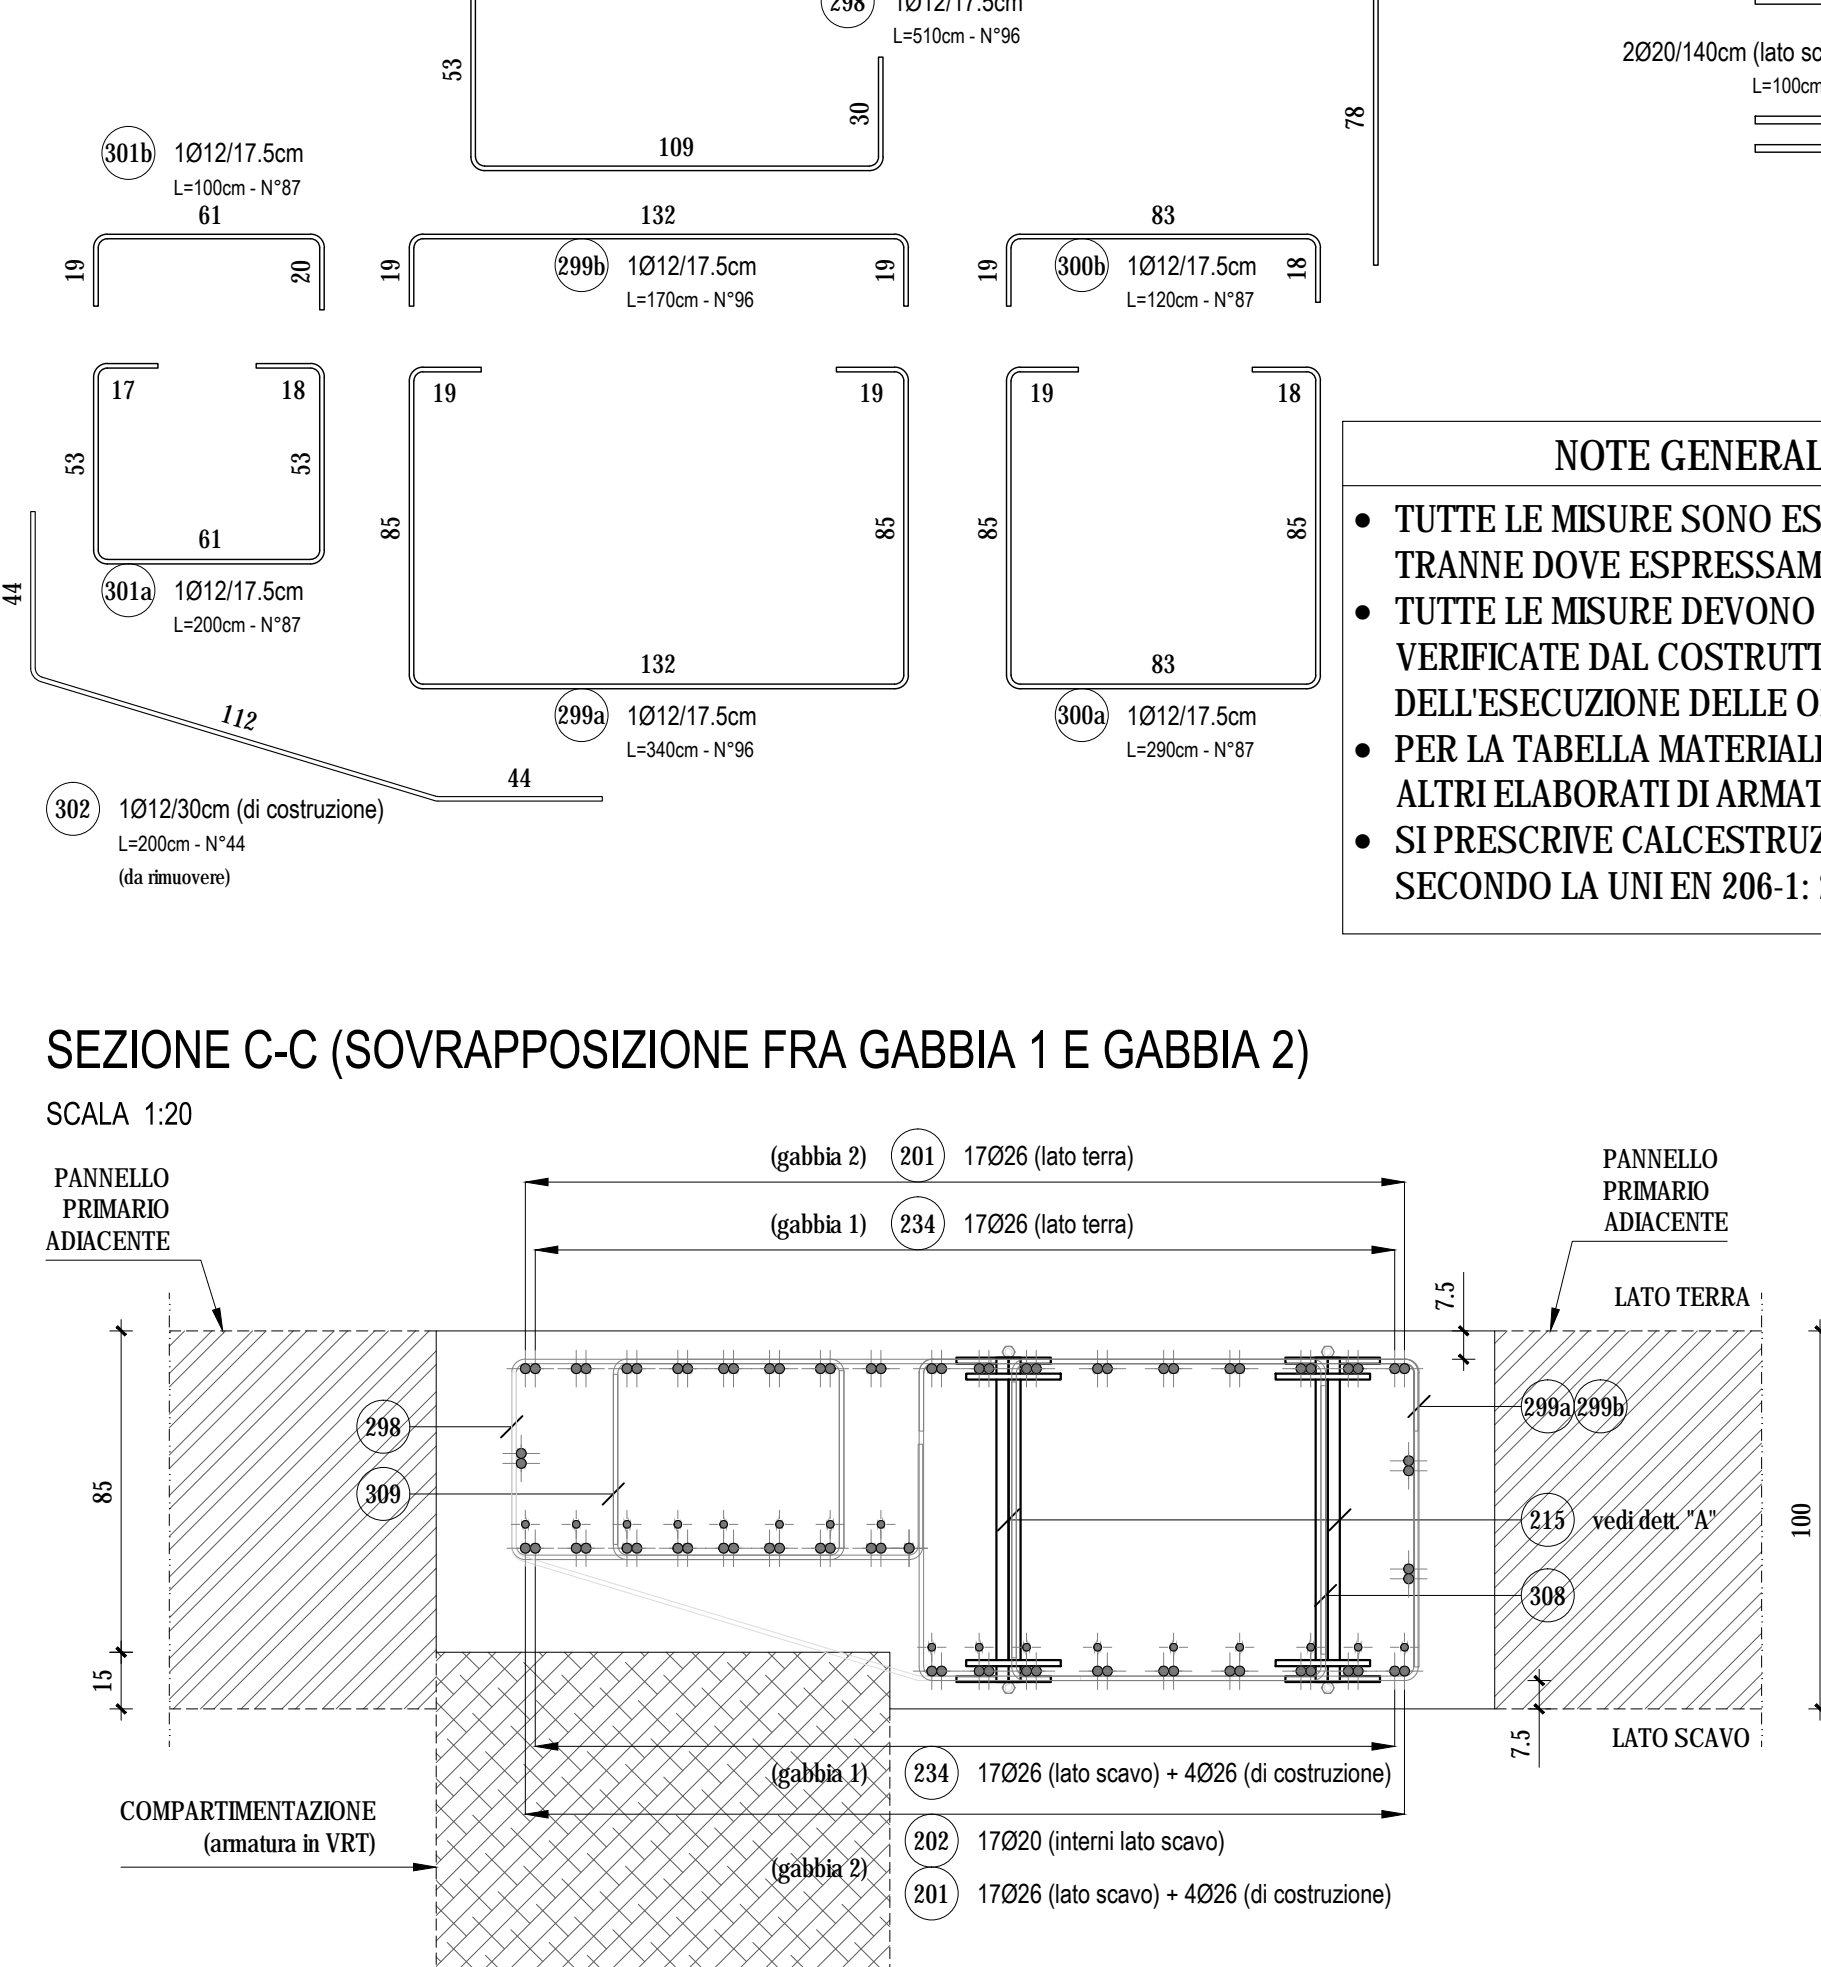 298
1Ø12/17.5cm
L=510cm - N°96
53
30
109
78
2Ø20/140cm (lato
L=100cm
301b 1Ø12/17.5cm
L=100cm - N°87
61
19
20
132
19
299b 1Ø12/17.5cm
L=170cm - N°96
19
83
19
300b 1Ø12/17.5cm
L=120cm - N°87
18
17
18
53
53
61
301a 1Ø12/17.5cm
L=200cm - N°87
19
19
85
85
132
299a 1Ø12/17.5cm
L=340cm - N°96
19
18
85
85
83
300a 1Ø12/17.5cm
L=290cm - N°87
44
112
44
302 1Ø12/30cm (di costruzione)
L=200cm - N°44
(da rimuovere)
NOTE GENERAL
• TUTTE LE MISURE SONO ES
TRANNE DOVE ESPRESSAM
• TUTTE LE MISURE DEVONO
VERIFICATE DAL COSTRUTT
DELL'ESECUZIONE DELLE O
• PER LA TABELLA MATERIAL
ALTRI ELABORATI DI ARMAT
• SI PRESCRIVE CALCESTRUZ
SECONDO LA UNI EN 206-1:
SEZIONE C-C (SOVRAPPOSIZIONE FRA GABBIA 1 E GABBIA 2)
SCALA 1:20
(gabbia 2) 201 17Ø26 (lato terra)
(gabbia 1) 234 17Ø26 (lato terra)
PANNELLO
PRIMARIO
ADIACENTE
PANNELLO
PRIMARIO
ADIACENTE
7.5
LATO TERRA
298
309
299a 299b
215 vedi dett. "A"
308
85
15
100
7.5
LATO SCAVO
(gabbia 1) 234 17Ø26 (lato scavo) + 4Ø26 (di costruzione)
COMPARTIMENTAZIONE
(armatura in VRT)
(gabbia 2)
202 17Ø20 (interni lato scavo)
201 17Ø26 (lato scavo) + 4Ø26 (di costruzione)